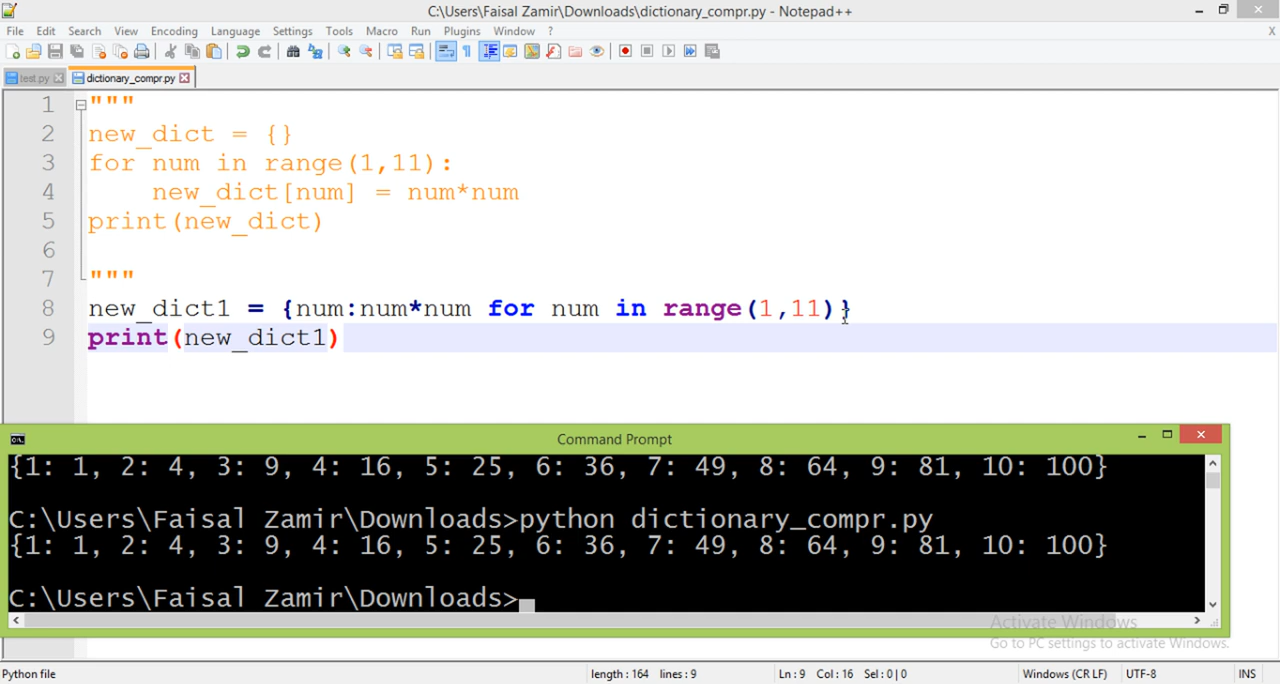 C:\Users\Faisal Zamir\Downloads\dictionary_compr.py - Notepad++
File Edit Search View Encoding Language Settings Tools Macro Run Plugins Window ? X
test.py dictionary_compr.py
1 """
2 new_dict = {}
3 for num in range(1,11):
4     new_dict[num] = num*num
5 print(new_dict)
6
7 """
8 new_dict1 = {num:num*num for num in range(1,11)}
9 print(new_dict1)
Command Prompt
{1: 1, 2: 4, 3: 9, 4: 16, 5: 25, 6: 36, 7: 49, 8: 64, 9: 81, 10: 100}
C:\Users\Faisal Zamir\Downloads>python dictionary_compr.py
{1: 1, 2: 4, 3: 9, 4: 16, 5: 25, 6: 36, 7: 49, 8: 64, 9: 81, 10: 100}
C:\Users\Faisal Zamir\Downloads>
Activate Windows
Go to PC settings to activate Windows.
Python file length : 164 lines : 9 Ln : 9 Col : 16 Sel : 0 | 0 Windows (CR LF) UTF-8 INS